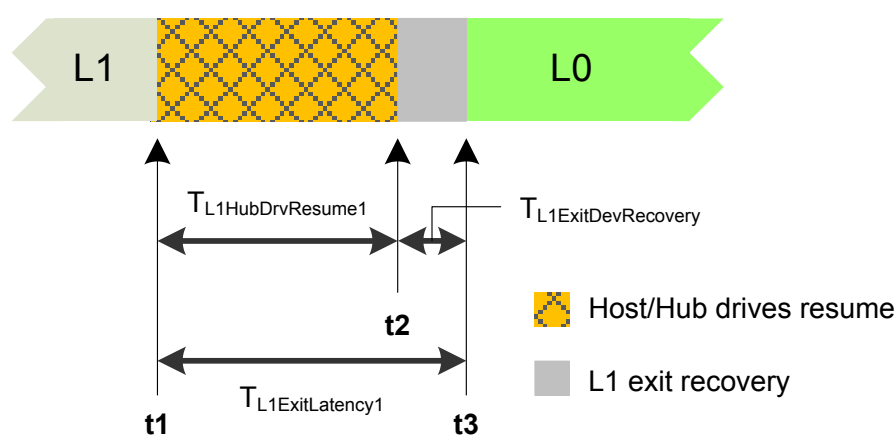 L1
L0
TL1HubDrvResume1
TL1ExitDevRecovery
t2
Host/Hub drives resume
L1 exit recovery
TL1ExitLatency1
t1
t3